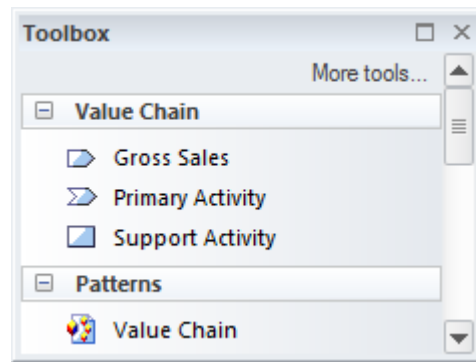 Toolbox
More tools...
Value Chain
Gross Sales
Primary Activity
Support Activity
Patterns
Value Chain